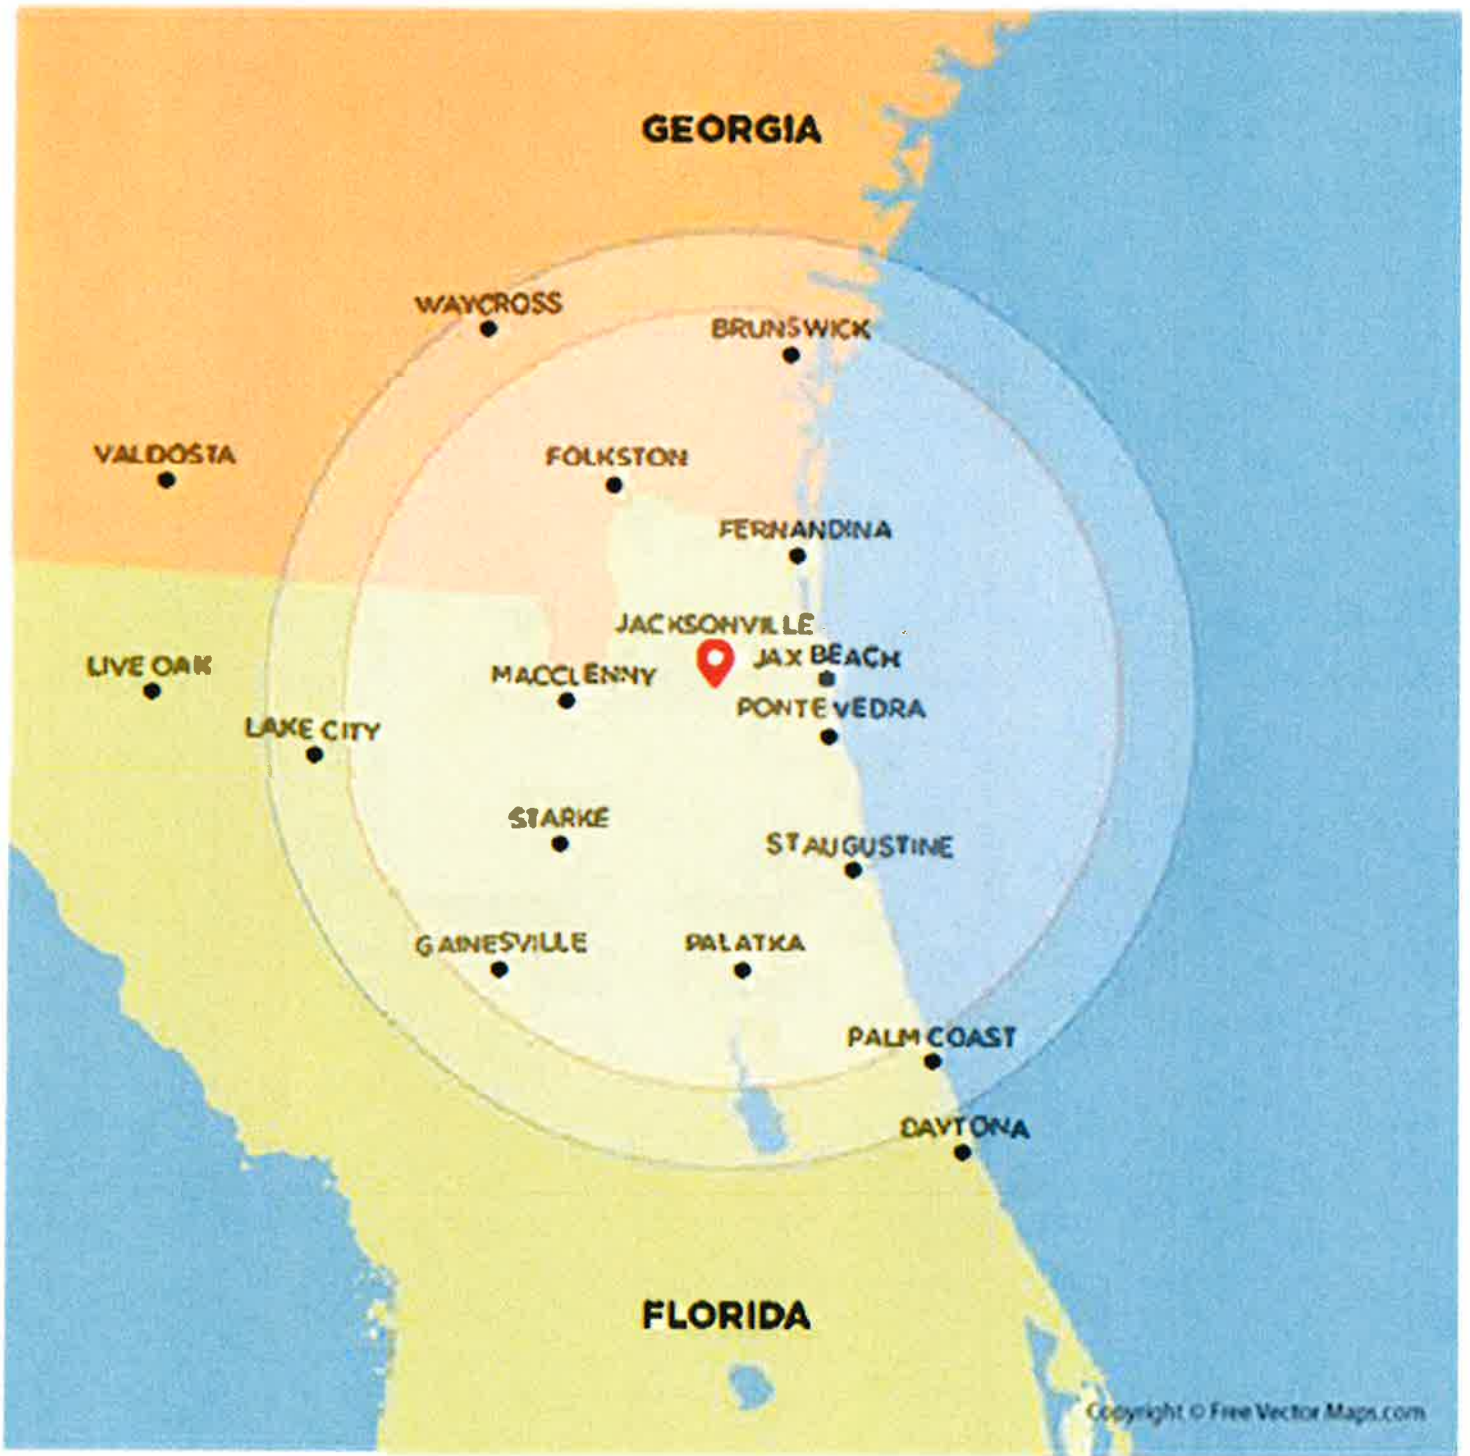 GEORGIA
WAYCROSS
BRUNSWICK
VALDOSTA
FOLKSTON
FERNANDINA
JACKSONVILLE
JAX BEACH
LIVE OAK
MACCLENNY
PONTE VEDRA
LAKE CITY
STARKE
ST AUGUSTINE
GAINESVILLE
PALATKA
PALM COAST
DAYTONA
FLORIDA
Copyright © Free Vector Maps.com